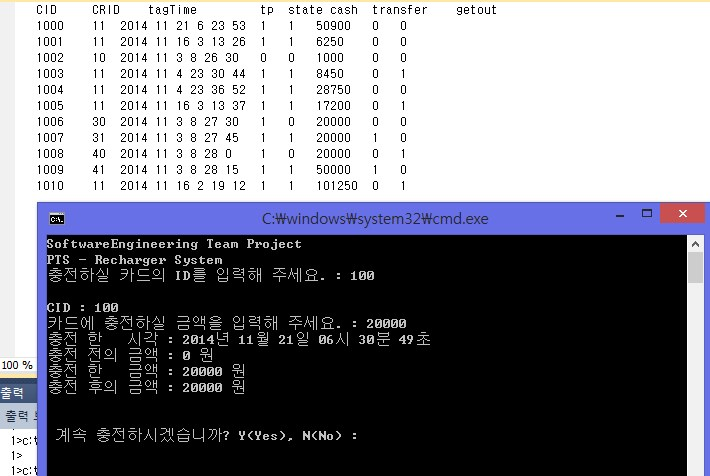 CID CRID tagTime tp state cash transfer getout
1000 11 2014 11 21 6 23 53 1 1 50900 0 0
1001 11 2014 11 16 3 13 26 1 1 6250 0 0
1002 10 2014 11 3 8 26 30 0 0 1000 0 0
1003 11 2014 11 4 23 30 44 1 1 8450 0 1
1004 11 2014 11 4 23 36 52 1 1 28750 0 0
1005 11 2014 11 16 3 13 37 1 1 17200 0 1
1006 30 2014 11 3 8 27 30 1 0 20000 0 0
1007 31 2014 11 3 8 27 45 1 1 20000 1 0
1008 40 2014 11 3 8 28 0 1 0 20000 0 1
1009 41 2014 11 3 8 28 15 1 1 50000 1 0
1010 11 2014 11 16 2 19 12 1 1 101250 0 1
C:₩windows₩system32₩cmd.exe
SoftwareEngineering Team Project
PTS - Recharger System
충전하실 카드의 ID를 입력해 주세요. : 100
CID : 100
카드에 충전하실 금액을 입력해 주세요. : 20000
충전 한 시각 : 2014년 11월 21일 06시 30분 49초
충전 전의 금액 : 0 원
충전 한 금액 : 20000 원
충전 후의 금액 : 20000 원
계속 충전하시겠습니까? Y(Yes), N(No) :
100 %
출력
출력
1>c:
1>
1>c: